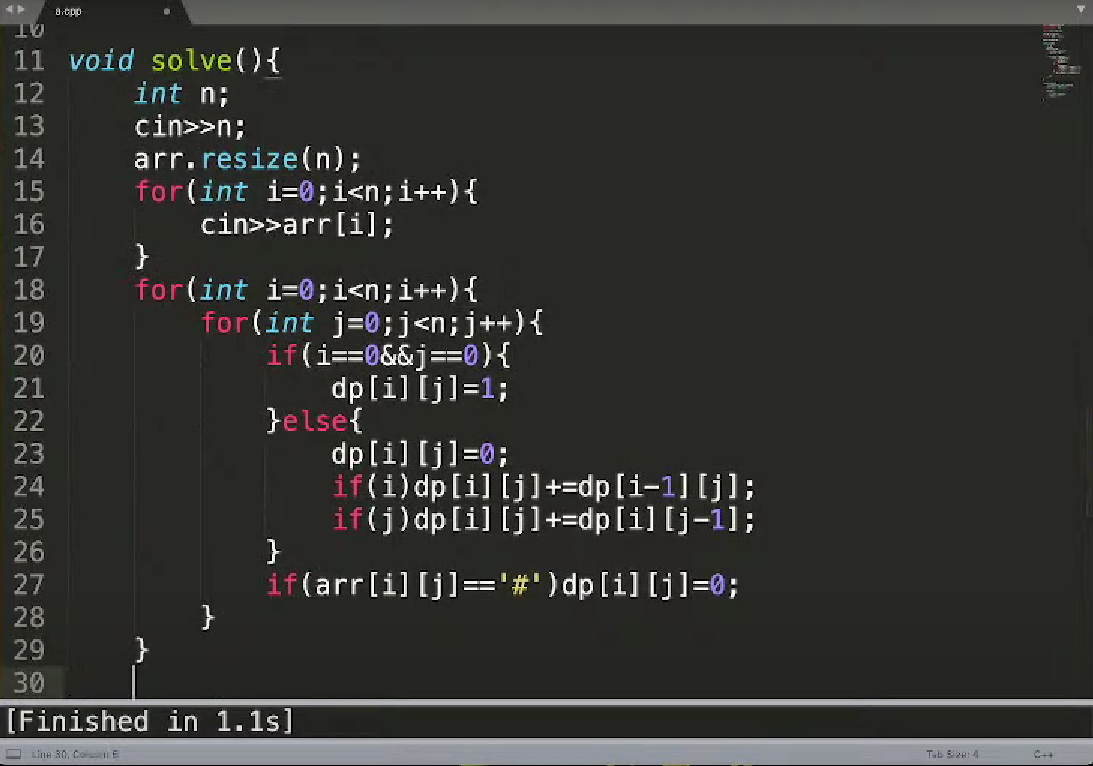 a.cpp
10
11 void solve(){
12     int n;
13     cin>>n;
14     arr.resize(n);
15     for(int i=0;i<n;i++){
16         cin>>arr[i];
17     }
18     for(int i=0;i<n;i++){
19         for(int j=0;j<n;j++){
20             if(i==0&&j==0){
21                 dp[i][j]=1;
22             }else{
23                 dp[i][j]=0;
24                 if(i)dp[i][j]+=dp[i-1][j];
25                 if(j)dp[i][j]+=dp[i][j-1];
26             }
27             if(arr[i][j]=='#')dp[i][j]=0;
28         }
29     }
30
[Finished in 1.1s]
Line 30, Column 5
Tab Size: 4
C++